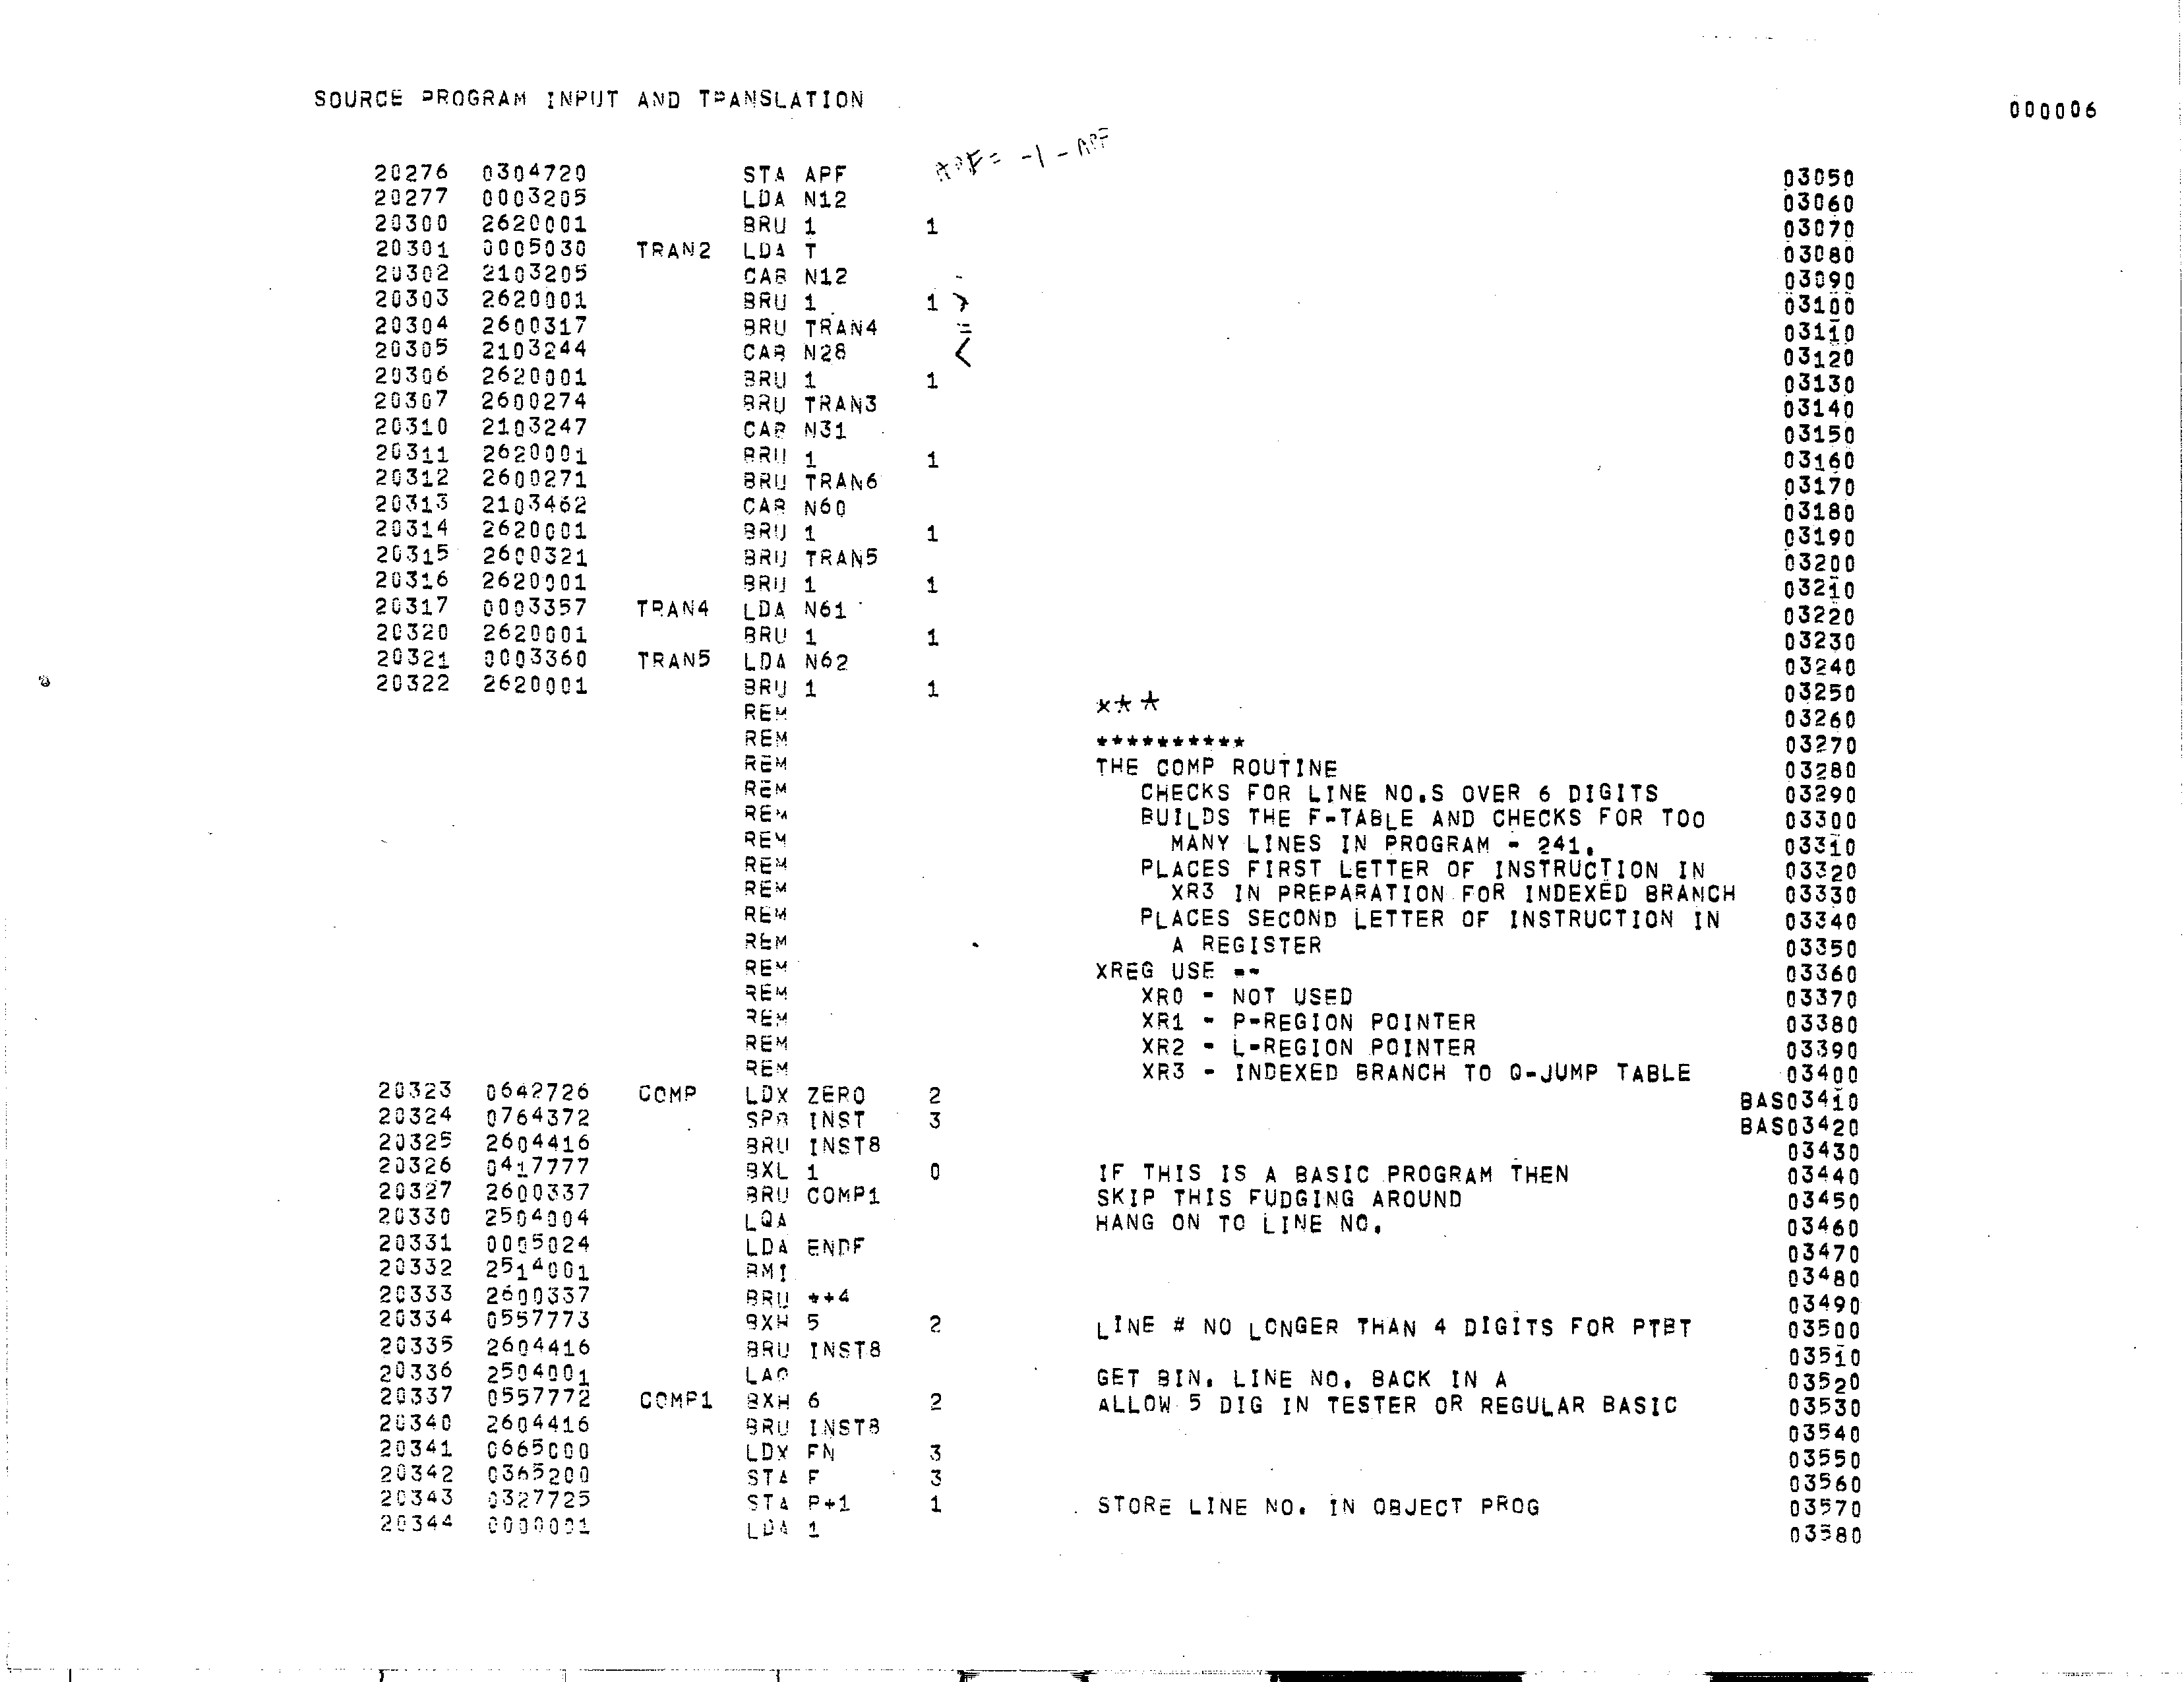 SOURCE PROGRAM INPUT AND TRANSLATION 000006
APF = -1 - APF
20276 0304720 STA APF 03050
20277 0003205 LDA N12 03060
20300 2620001 BRU 1 1 03070
20301 0005030 TRAN2 LDA T 03080
20302 2103205 CAB N12 03090
20303 2620001 BRU 1 1 > 03100
20304 2600317 BRU TRAN4 = 03110
20305 2103244 CAB N28 < 03120
20306 2620001 BRU 1 1 03130
20307 2600274 BRU TRAN3 03140
20310 2103247 CAB N31 03150
20311 2620001 BRU 1 1 03160
20312 2600271 BRU TRAN6 03170
20313 2103462 CAB N60 03180
20314 2620001 BRU 1 1 03190
20315 2600321 BRU TRAN5 03200
20316 2620001 BRU 1 1 03210
20317 0003357 TRAN4 LDA N61 03220
20320 2620001 BRU 1 1 03230
20321 0003360 TRAN5 LDA N62 03240
20322 2620001 BRU 1 1 03250
REM *** 03260
REM ********** 03270
REM THE COMP ROUTINE 03280
REM CHECKS FOR LINE NO.S OVER 6 DIGITS 03290
REM BUILDS THE F-TABLE AND CHECKS FOR TOO 03300
REM MANY LINES IN PROGRAM - 241. 03310
REM PLACES FIRST LETTER OF INSTRUCTION IN 03320
REM XR3 IN PREPARATION FOR INDEXED BRANCH 03330
REM PLACES SECOND LETTER OF INSTRUCTION IN 03340
REM A REGISTER 03350
REM XREG USE -- 03360
REM XR0 - NOT USED 03370
REM XR1 - P-REGION POINTER 03380
REM XR2 - L-REGION POINTER 03390
REM XR3 - INDEXED BRANCH TO Q-JUMP TABLE 03400
20323 0642726 COMP LDX ZERO 2 BAS03410
20324 0764372 SPB INST 3 BAS03420
20325 2604416 BRU INST8 03430
20326 0417777 BXL 1 0 IF THIS IS A BASIC PROGRAM THEN 03440
20327 2600337 BRU COMP1 SKIP THIS FUDGING AROUND 03450
20330 2504004 LQA HANG ON TO LINE NO. 03460
20331 0005024 LDA ENDF 03470
20332 2514001 BMI 03480
20333 2600337 BRU *+4 03490
20334 0557773 BXH 5 2 LINE # NO LONGER THAN 4 DIGITS FOR PTBT 03500
20335 2604416 BRU INST8 03510
20336 2504001 LAQ GET BIN. LINE NO. BACK IN A 03520
20337 0557772 COMP1 BXH 6 2 ALLOW 5 DIG IN TESTER OR REGULAR BASIC 03530
20340 2604416 BRU INST8 03540
20341 0665000 LDX FN 3 03550
20342 0365200 STA F 3 03560
20343 0327725 STA P+1 1 STORE LINE NO. IN OBJECT PROG 03570
20344 0000001 LDA 1 03580